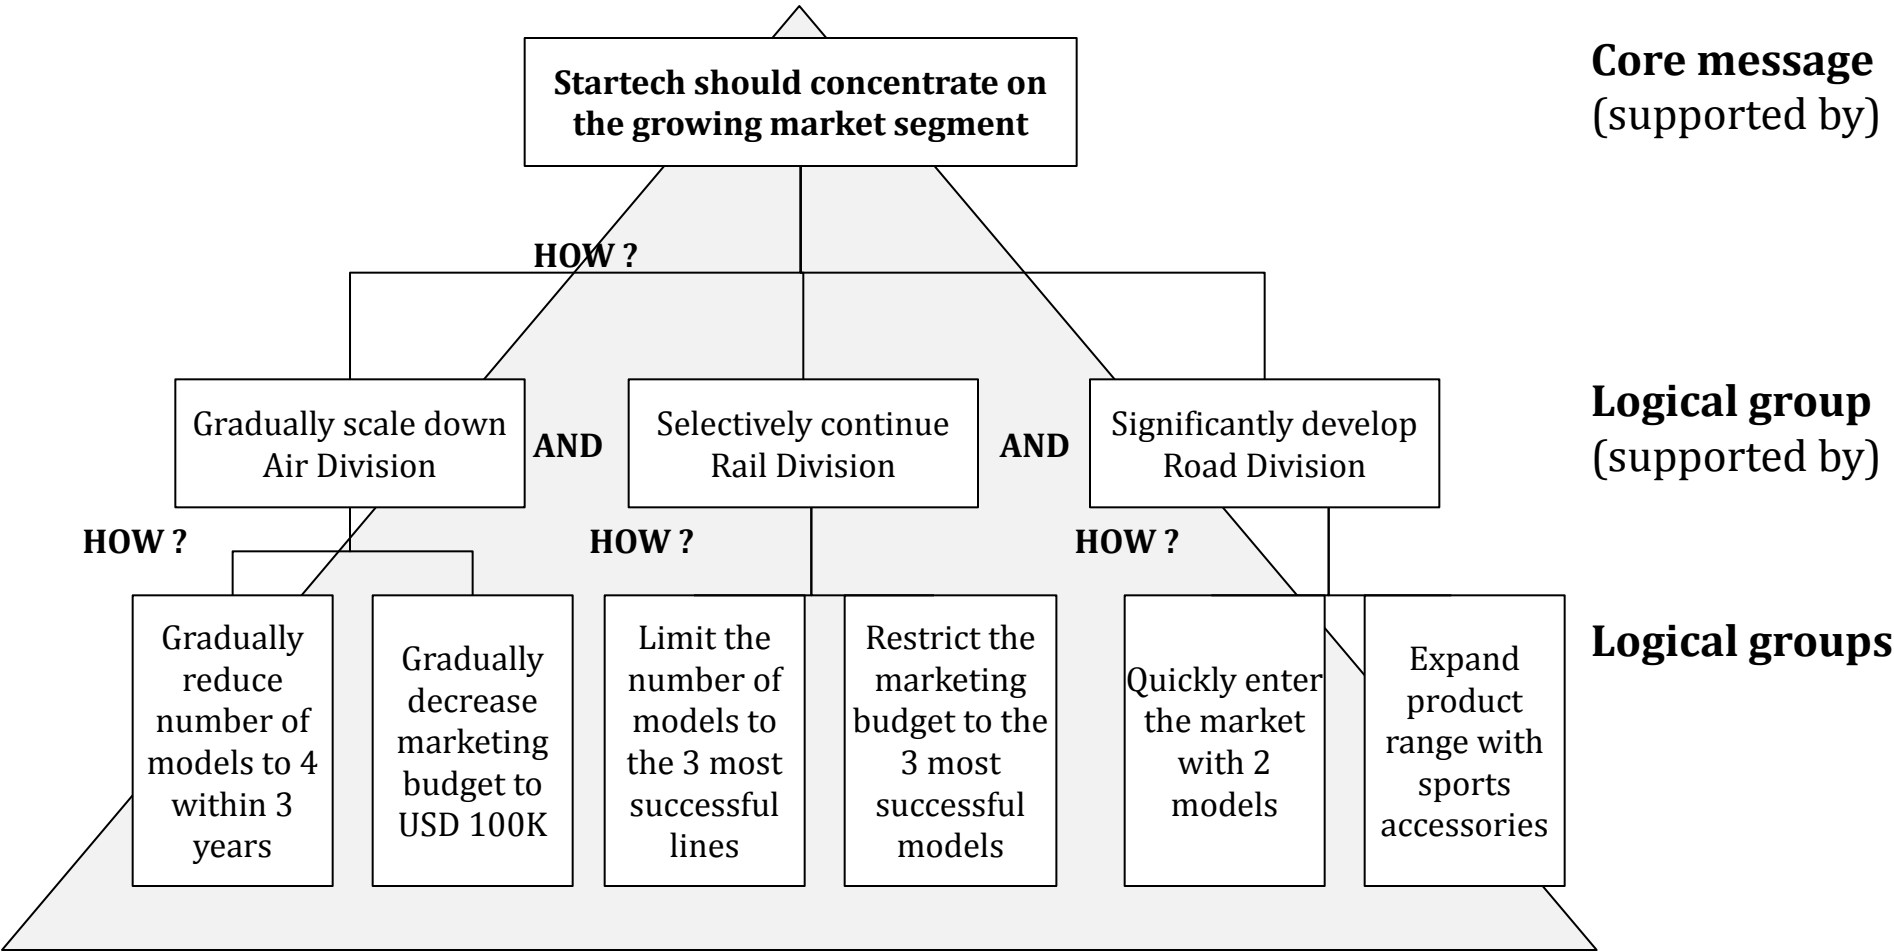 Startech should concentrate on
the growing market segment
Core message
(supported by)
HOW ?
Gradually scale down
Air Division
AND
Selectively continue
Rail Division
AND
Significantly develop
Road Division
Logical group
(supported by)
HOW ?
HOW ?
HOW ?
Gradually
reduce
number of
models to 4
within 3
years
Gradually
decrease
marketing
budget to
USD 100K
Limit the
number of
models to
the 3 most
successful
lines
Restrict the
marketing
budget to the
3 most
successful
models
Quickly enter
the market
with 2
models
Expand
product
range with
sports
accessories
Logical groups